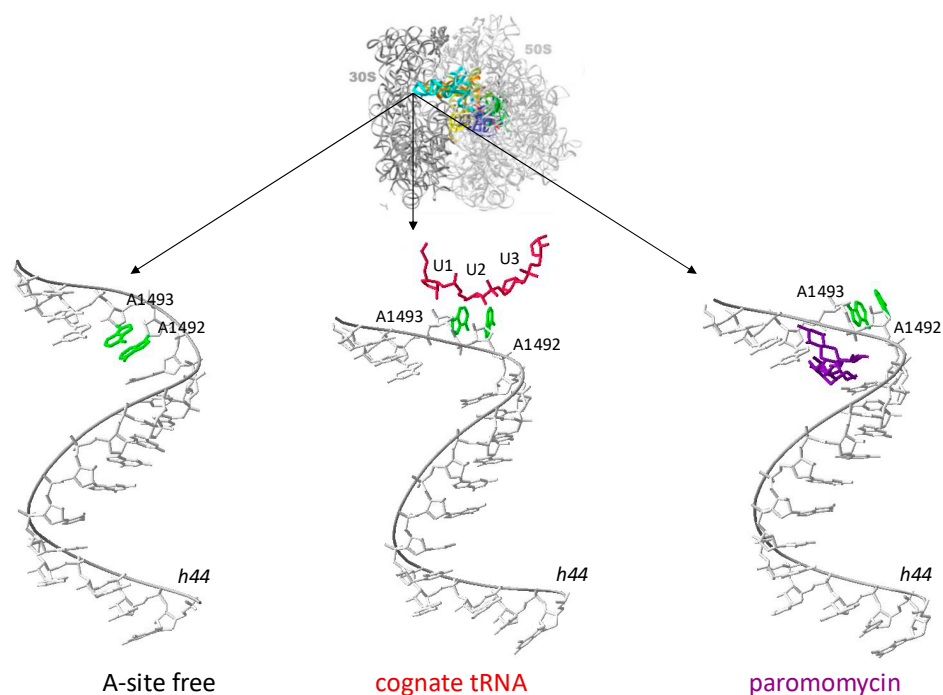 50S
30S
U1 U2 U3
A1493
A1492
A1493
A1492
A1493
A1492
h44
h44
h44
A-site free
cognate tRNA
paromomycin